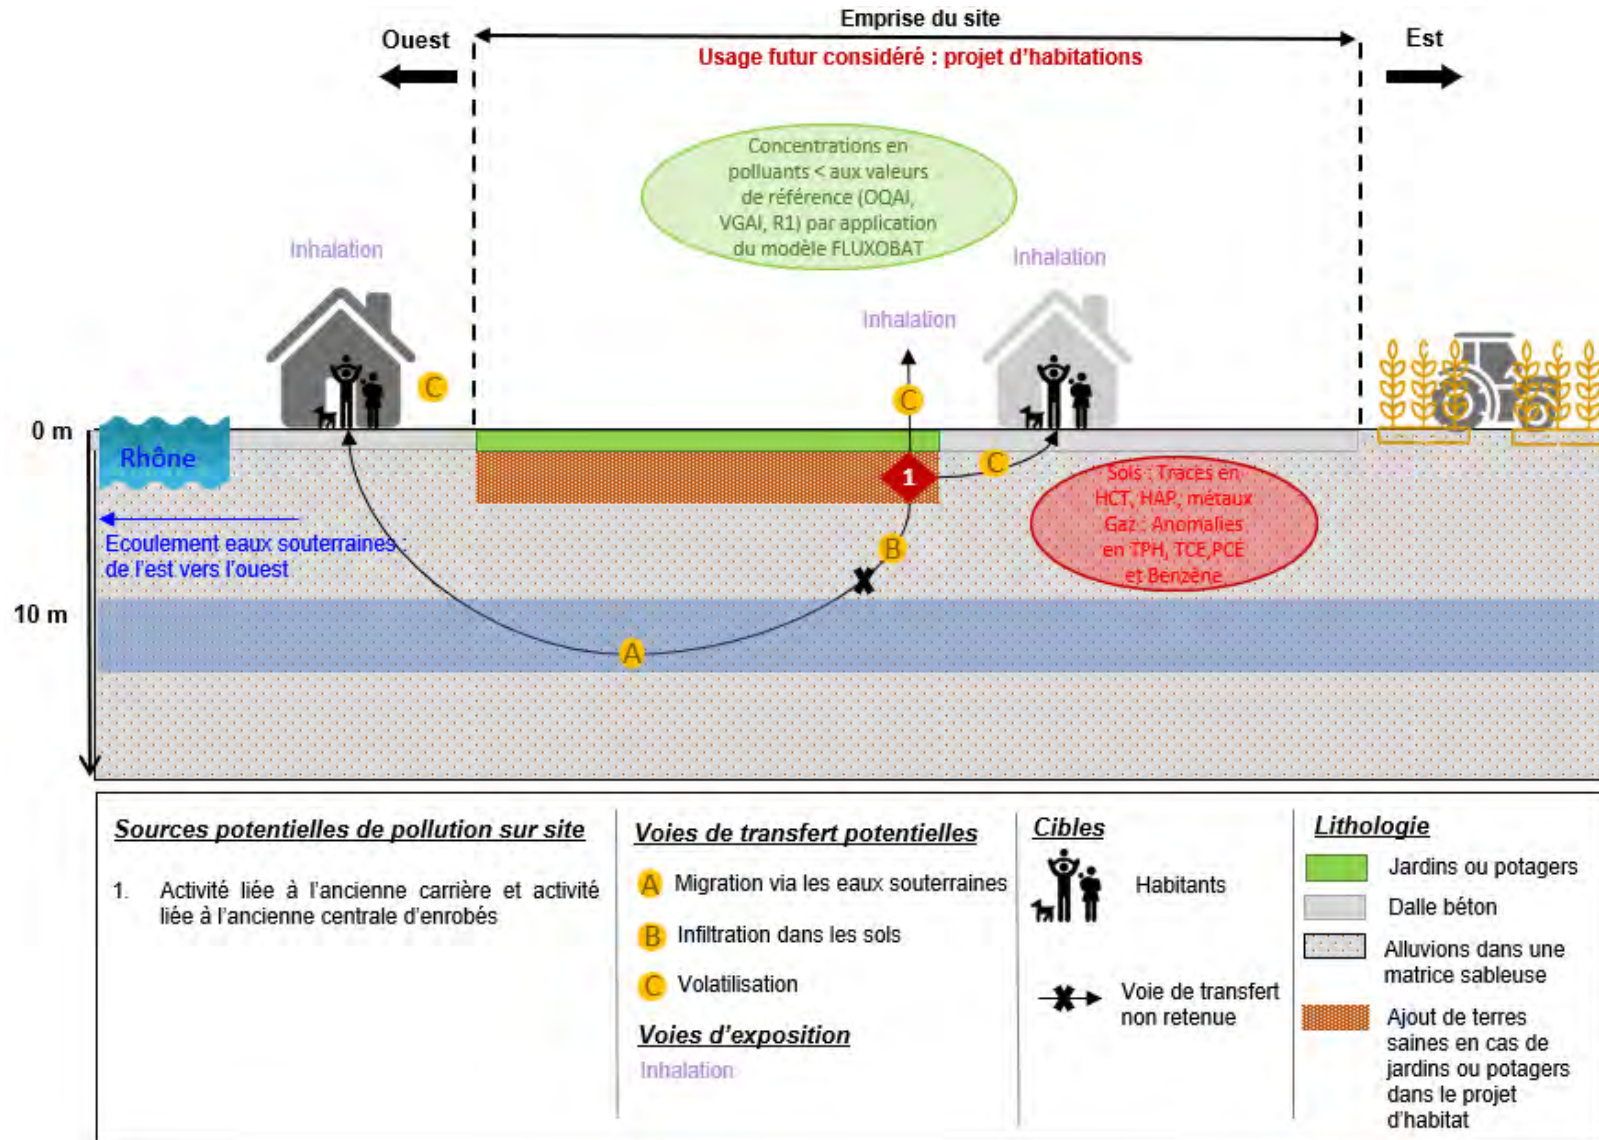 Emprise du site
Ouest
Est
Usage futur considéré : projet d'habitations
Concentrations en
polluants < aux valeurs
de référence (OQAI,
VGAI, R1) par application
du modèle FLUXOBAT
Inhalation
Inhalation
Inhalation
C
C
0 m
Rhône
1
C
Sols : Traces en
HCT, HAP, métaux
Gaz : Anomalies
en TPH, TCE,PCE
et Benzène
Ecoulement eaux souterraines :
de l'est vers l'ouest
B
10 m
A
Sources potentielles de pollution sur site
1. Activité liée à l'ancienne carrière et activité
liée à l'ancienne centrale d'enrobés
Voies de transfert potentielles
A Migration via les eaux souterraines
B Infiltration dans les sols
C Volatilisation
Voies d'exposition
Inhalation
Cibles
Habitants
Voie de transfert
non retenue
Lithologie
Jardins ou potagers
Dalle béton
Alluvions dans une
matrice sableuse
Ajout de terres
saines en cas de
jardins ou potagers
dans le projet
d'habitat